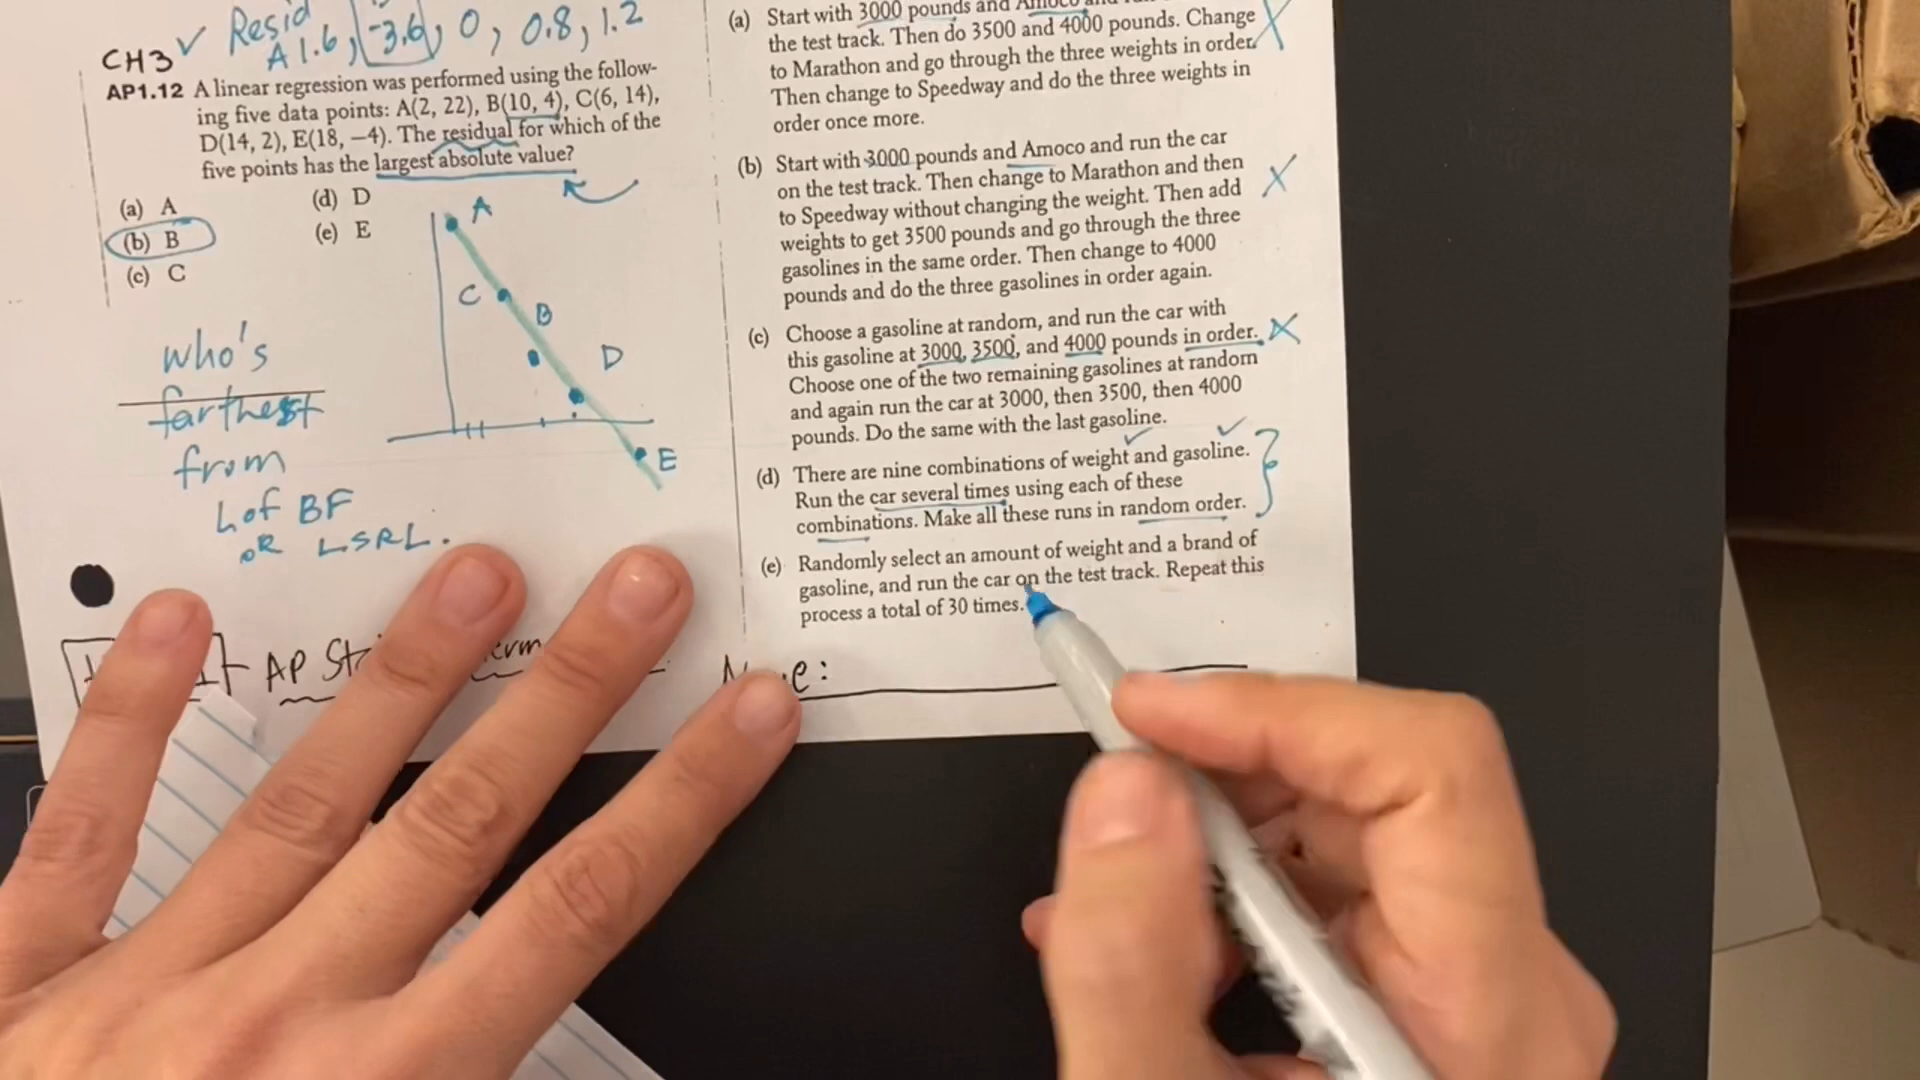 CH3 ✓ Resid
A 1.6, -3.6, 0, 0.8, 1.2
AP1.12 A linear regression was performed using the follow-
ing five data points: A(2, 22), B(10, 4), C(6, 14),
D(14, 2), E(18, −4). The residual for which of the
five points has the largest absolute value?
(a) A
(b) B
(c) C
(d) D
(e) E
A
C
B
D
E
who's
farthest
from
L of BF
OR LSRL.
(a) Start with 3000 pounds and Amoco and run
the test track. Then do 3500 and 4000 pounds. Change
to Marathon and go through the three weights in order.
Then change to Speedway and do the three weights in
order once more.
(b) Start with 3000 pounds and Amoco and run the car
on the test track. Then change to Marathon and then
to Speedway without changing the weight. Then add
weights to get 3500 pounds and go through the three
gasolines in the same order. Then change to 4000
pounds and do the three gasolines in order again.
(c) Choose a gasoline at random, and run the car with
this gasoline at 3000, 3500, and 4000 pounds in order.
Choose one of the two remaining gasolines at random
and again run the car at 3000, then 3500, then 4000
pounds. Do the same with the last gasoline.
(d) There are nine combinations of weight and gasoline.
Run the car several times using each of these
combinations. Make all these runs in random order.
(e) Randomly select an amount of weight and a brand of
gasoline, and run the car on the test track. Repeat this
process a total of 30 times.
AP